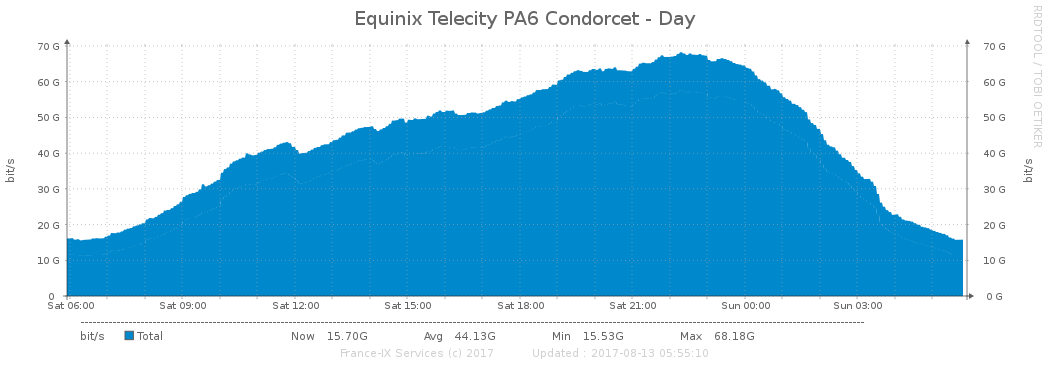 Equinix Telecity PA6 Condorcet - Day
RRDTOOL / TOBI OETIKER
bit/s
bit/s
70 G 70 G
60 G 60 G
50 G 50 G
40 G 40 G
30 G 30 G
20 G 20 G
10 G 10 G
0 0 G
Sat 06:00 Sat 09:00 Sat 12:00 Sat 15:00 Sat 18:00 Sat 21:00 Sun 00:00 Sun 03:00
bit/s Total Now 15.70G Avg 44.13G Min 15.53G Max 68.18G
France-IX Services (c) 2017 Updated : 2017-08-13 05:55:10